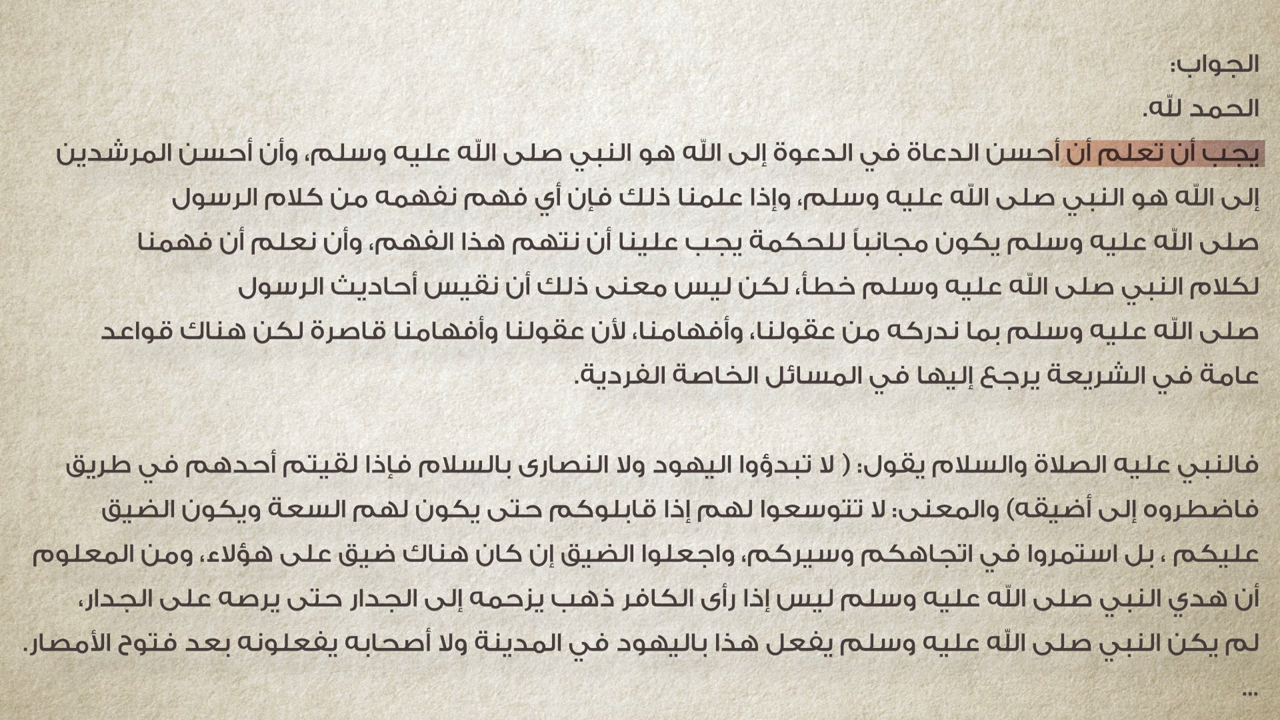 الجواب:
الحمد لله.
يجب أن تعلم أن أحسن الدعاة في الدعوة إلى الله هو النبي صلى الله عليه وسلم، وأن أحسن المرشدين
إلى الله هو النبي صلى الله عليه وسلم، وإذا علمنا ذلك فإن أي فهم نفهمه من كلام الرسول
صلى الله عليه وسلم يكون مجانباً للحكمة يجب علينا أن نتهم هذا الفهم، وأن نعلم أن فهمنا
لكلام النبي صلى الله عليه وسلم خطأ، لكن ليس معنى ذلك أن نقيس أحاديث الرسول
صلى الله عليه وسلم بما ندركه من عقولنا، وأفهامنا، لأن عقولنا وأفهامنا قاصرة لكن هناك قواعد
عامة في الشريعة يرجع إليها في المسائل الخاصة الفردية.
فالنبي عليه الصلاة والسلام يقول: ( لا تبدؤوا اليهود ولا النصارى بالسلام فإذا لقيتم أحدهم في طريق
فاضطروه إلى أضيقه) والمعنى: لا تتوسعوا لهم إذا قابلوكم حتى يكون لهم السعة ويكون الضيق
عليكم ، بل استمروا في اتجاهكم وسيركم، واجعلوا الضيق إن كان هناك ضيق على هؤلاء، ومن المعلوم
أن هدي النبي صلى الله عليه وسلم ليس إذا رأى الكافر ذهب يزحمه إلى الجدار حتى يرصه على الجدار،
لم يكن النبي صلى الله عليه وسلم يفعل هذا باليهود في المدينة ولا أصحابه يفعلونه بعد فتوح الأمصار.
...